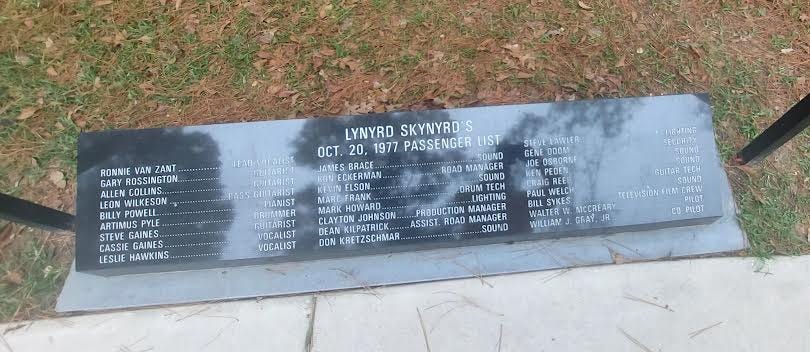 LYNYRD SKYNYRD'S
OCT. 20, 1977 PASSENGER LIST
RONNIE VAN ZANT............LEAD VOCALIST
GARY ROSSINGTON............GUITARIST
ALLEN COLLINS............GUITARIST
LEON WILKESON............BASS GUITARIST
BILLY POWELL............PIANIST
ARTIMUS PYLE............DRUMMER
STEVE GAINES............GUITARIST
CASSIE GAINES............VOCALIST
LESLIE HAWKINS............VOCALIST
JAMES BRACE............SOUND
RON ECKERMAN............ROAD MANAGER
KEVIN ELSON............SOUND
MARC FRANK............DRUM TECH
MARK HOWARD............LIGHTING
CLAYTON JOHNSON......PRODUCTION MANAGER
DEAN KILPATRICK......ASSIST. ROAD MANAGER
DON KRETZSCHMAR............SOUND
STEVE LAWLER LIGHTING
GENE ODOM SECURITY
JOE OSBORNE SOUND
KEN PEDEN SOUND
CRAIG REED GUITAR TECH
PAUL WELCH SOUND
BILL SYKES TELEVISION FILM CREW
WALTER W. MCCREARY PILOT
WILLIAM J. GRAY, JR CO PILOT